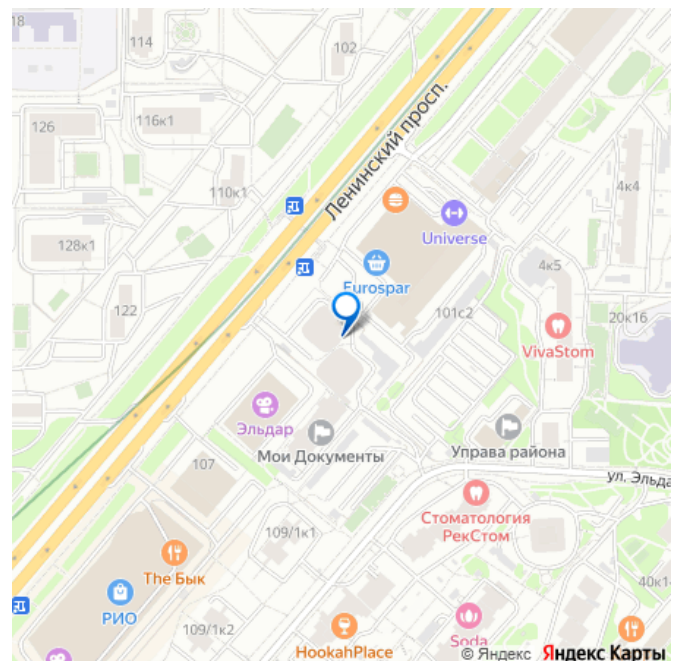 18
114
102
126
116к1
Ленинский просп.
4к4
110к1
Universe
128к1
4к5
Eurospar
122
101с2
20к16
VivaStom
Эльдар
Мои Документы
Управа района
107
ул. Эльда
Стоматология
РекСтом
109/1к1
The Бык
40к1
РИО
109/1к2
Soda
HookahPlace
© Яндекс Яндекс Карты